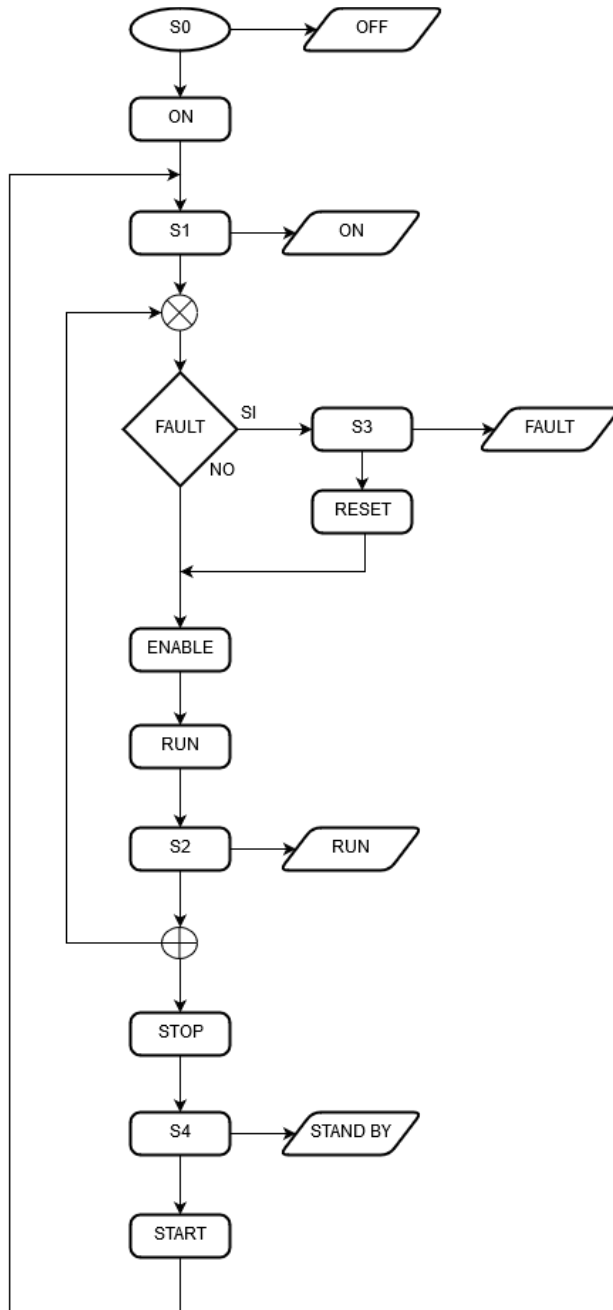 S0
OFF
ON
S1
ON
FAULT
SI
NO
S3
FAULT
RESET
ENABLE
RUN
S2
RUN
STOP
S4
STAND BY
START